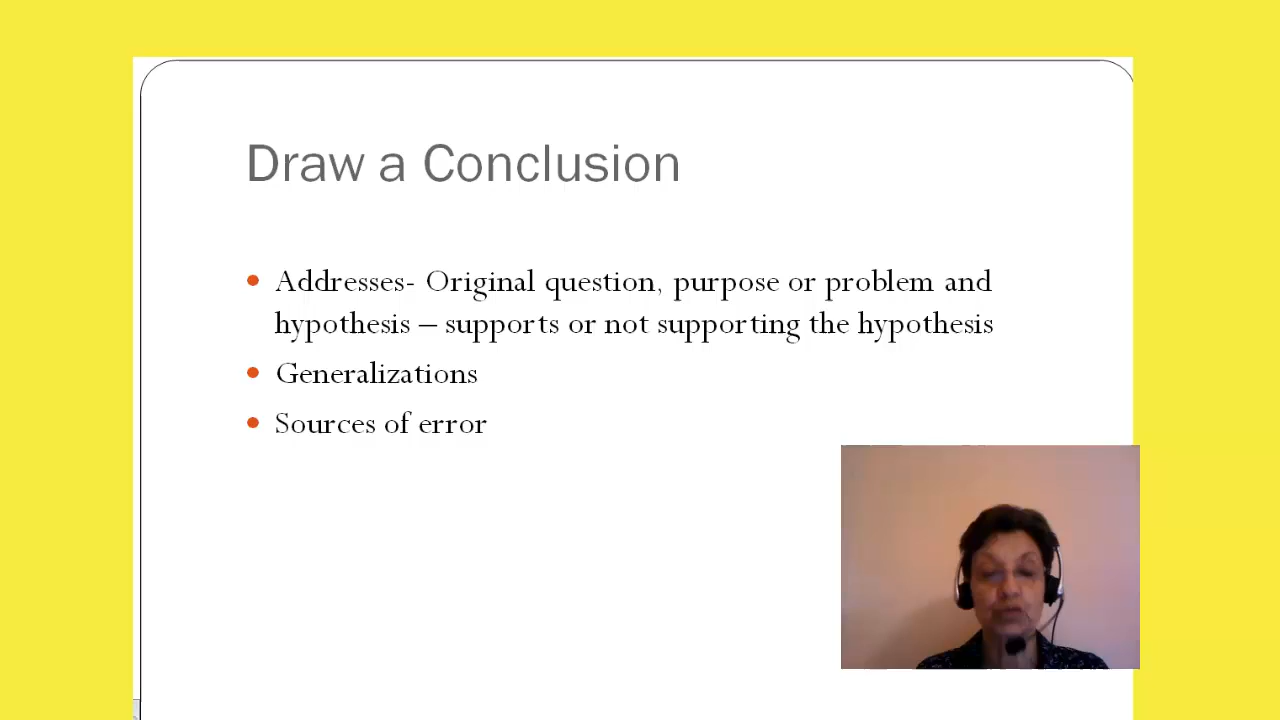 Draw a Conclusion
Addresses- Original question, purpose or problem and
hypothesis – supports or not supporting the hypothesis
Generalizations
Sources of error